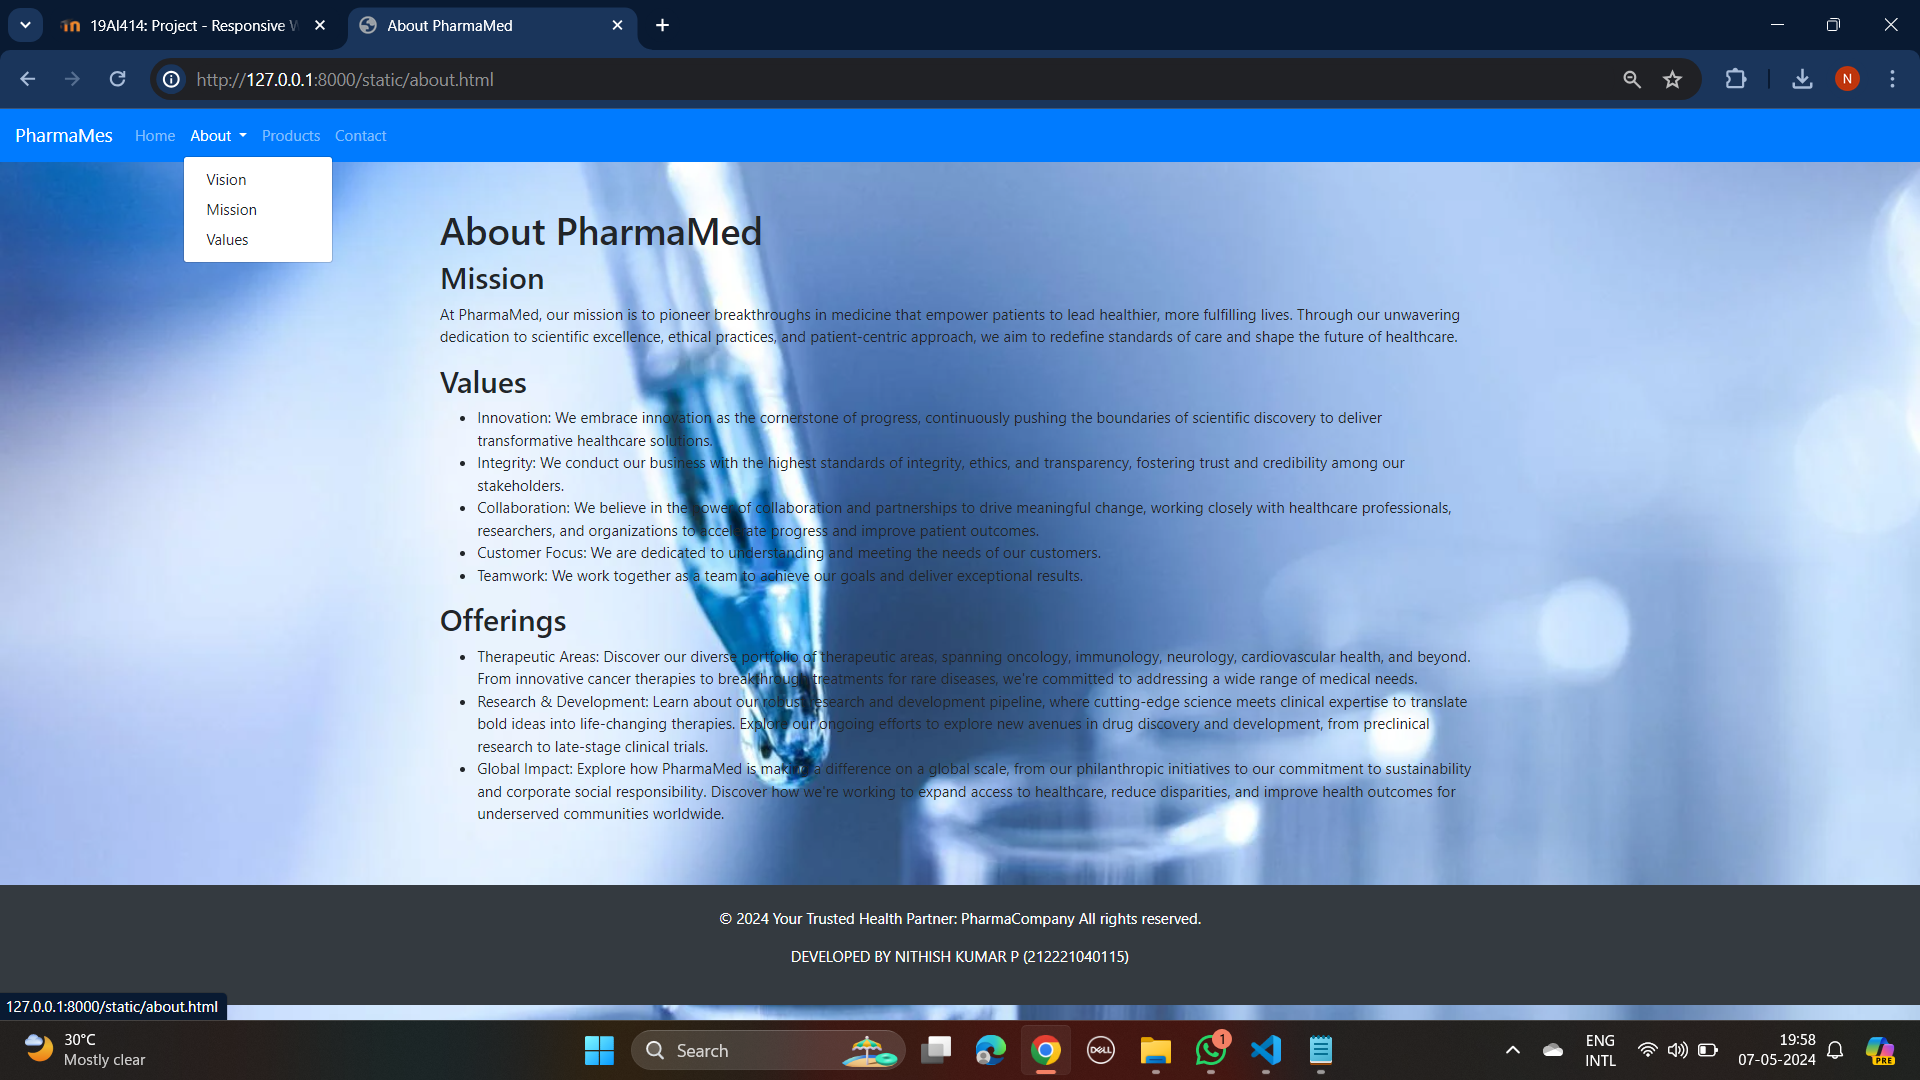 19AI414: Project - Responsive W
About PharmaMed
http://127.0.0.1:8000/static/about.html
N
PharmaMes Home About Products Contact
Vision
Mission
Values
About PharmaMed
Mission
At PharmaMed, our mission is to pioneer breakthroughs in medicine that empower patients to lead healthier, more fulfilling lives. Through our unwavering
dedication to scientific excellence, ethical practices, and patient-centric approach, we aim to redefine standards of care and shape the future of healthcare.
Values
• Innovation: We embrace innovation as the cornerstone of progress, continuously pushing the boundaries of scientific discovery to deliver
transformative healthcare solutions.
• Integrity: We conduct our business with the highest standards of integrity, ethics, and transparency, fostering trust and credibility among our
stakeholders.
• Collaboration: We believe in the power of collaboration and partnerships to drive meaningful change, working closely with healthcare professionals,
researchers, and organizations to accelerate progress and improve patient outcomes.
• Customer Focus: We are dedicated to understanding and meeting the needs of our customers.
• Teamwork: We work together as a team to achieve our goals and deliver exceptional results.
Offerings
• Therapeutic Areas: Discover our diverse portfolio of therapeutic areas, spanning oncology, immunology, neurology, cardiovascular health, and beyond.
From innovative cancer therapies to breakthrough treatments for rare diseases, we're committed to addressing a wide range of medical needs.
• Research & Development: Learn about our robust research and development pipeline, where cutting-edge science meets clinical expertise to translate
bold ideas into life-changing therapies. Explore our ongoing efforts to explore new avenues in drug discovery and development, from preclinical
research to late-stage clinical trials.
• Global Impact: Explore how PharmaMed is making a difference on a global scale, from our philanthropic initiatives to our commitment to sustainability
and corporate social responsibility. Discover how we're working to expand access to healthcare, reduce disparities, and improve health outcomes for
underserved communities worldwide.
© 2024 Your Trusted Health Partner: PharmaCompany All rights reserved.
DEVELOPED BY NITHISH KUMAR P (212221040115)
127.0.0.1:8000/static/about.html
30°C
Mostly clear
Search
DELL
1
ENG
INTL
19:58
07-05-2024
PRE